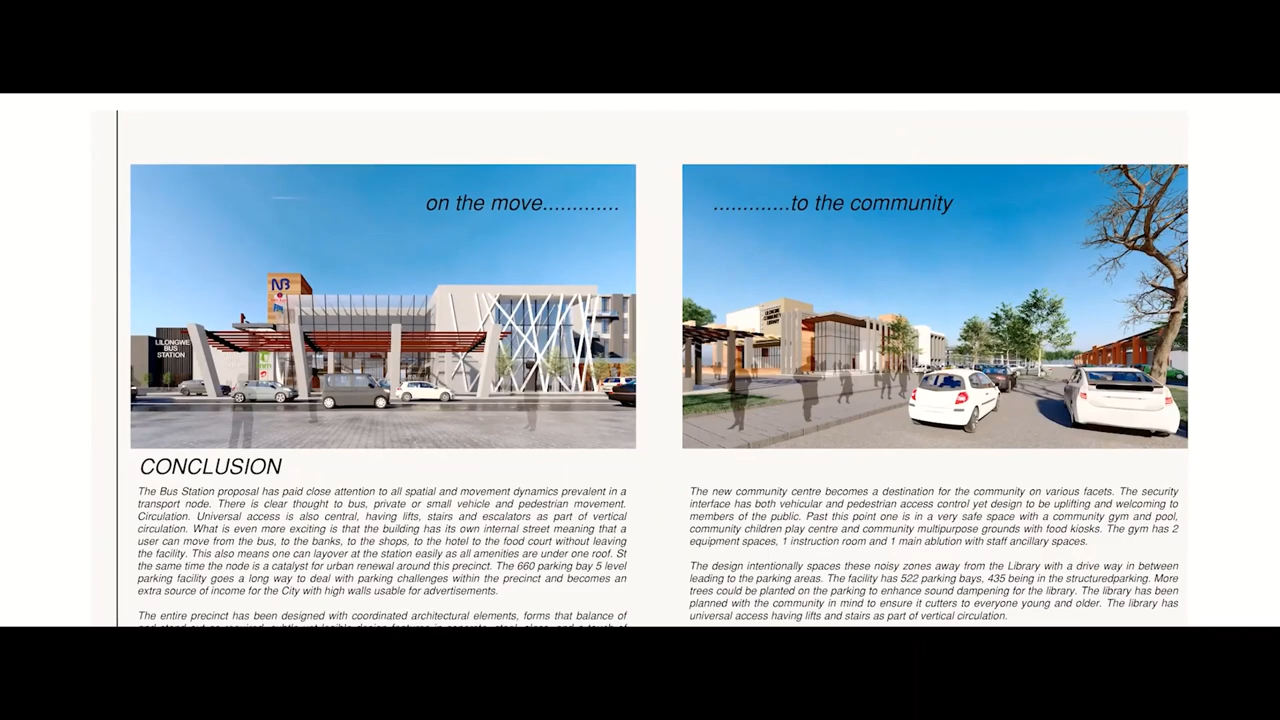 on the move.............
.............to the community
NB
LILONGWE
BUS
STATION
LILONGWE
COMMUNITY
LIBRARY
CONCLUSION
The Bus Station proposal has paid close attention to all spatial and movement dynamics prevalent in a
transport node. There is clear thought to bus, private or small vehicle and pedestrian movement.
Circulation. Universal access is also central, having lifts, stairs and escalators as part of vertical
circulation. What is even more exciting is that the building has its own internal street meaning that a
user can move from the bus, to the banks, to the shops, to the hotel to the food court without leaving
the facility. This also means one can layover at the station easily as all amenities are under one roof. St
the same time the node is a catalyst for urban renewal around this precinct. The 660 parking bay 5 level
parking facility goes a long way to deal with parking challenges within the precinct and becomes an
extra source of income for the City with high walls usable for advertisements.
The entire precinct has been designed with coordinated architectural elements, forms that balance of
The new community centre becomes a destination for the community on various facets. The security
interface has both vehicular and pedestrian access control yet design to be uplifting and welcoming to
members of the public. Past this point one is in a very safe space with a community gym and pool,
community children play centre and community multipurpose grounds with food kiosks. The gym has 2
equipment spaces, 1 instruction room and 1 main ablution with staff ancillary spaces.
The design intentionally spaces these noisy zones away from the Library with a drive way in between
leading to the parking areas. The facility has 522 parking bays, 435 being in the structuredparking. More
trees could be planted on the parking to enhance sound dampening for the library. The library has been
planned with the community in mind to ensure it cutters to everyone young and older. The library has
universal access having lifts and stairs as part of vertical circulation.